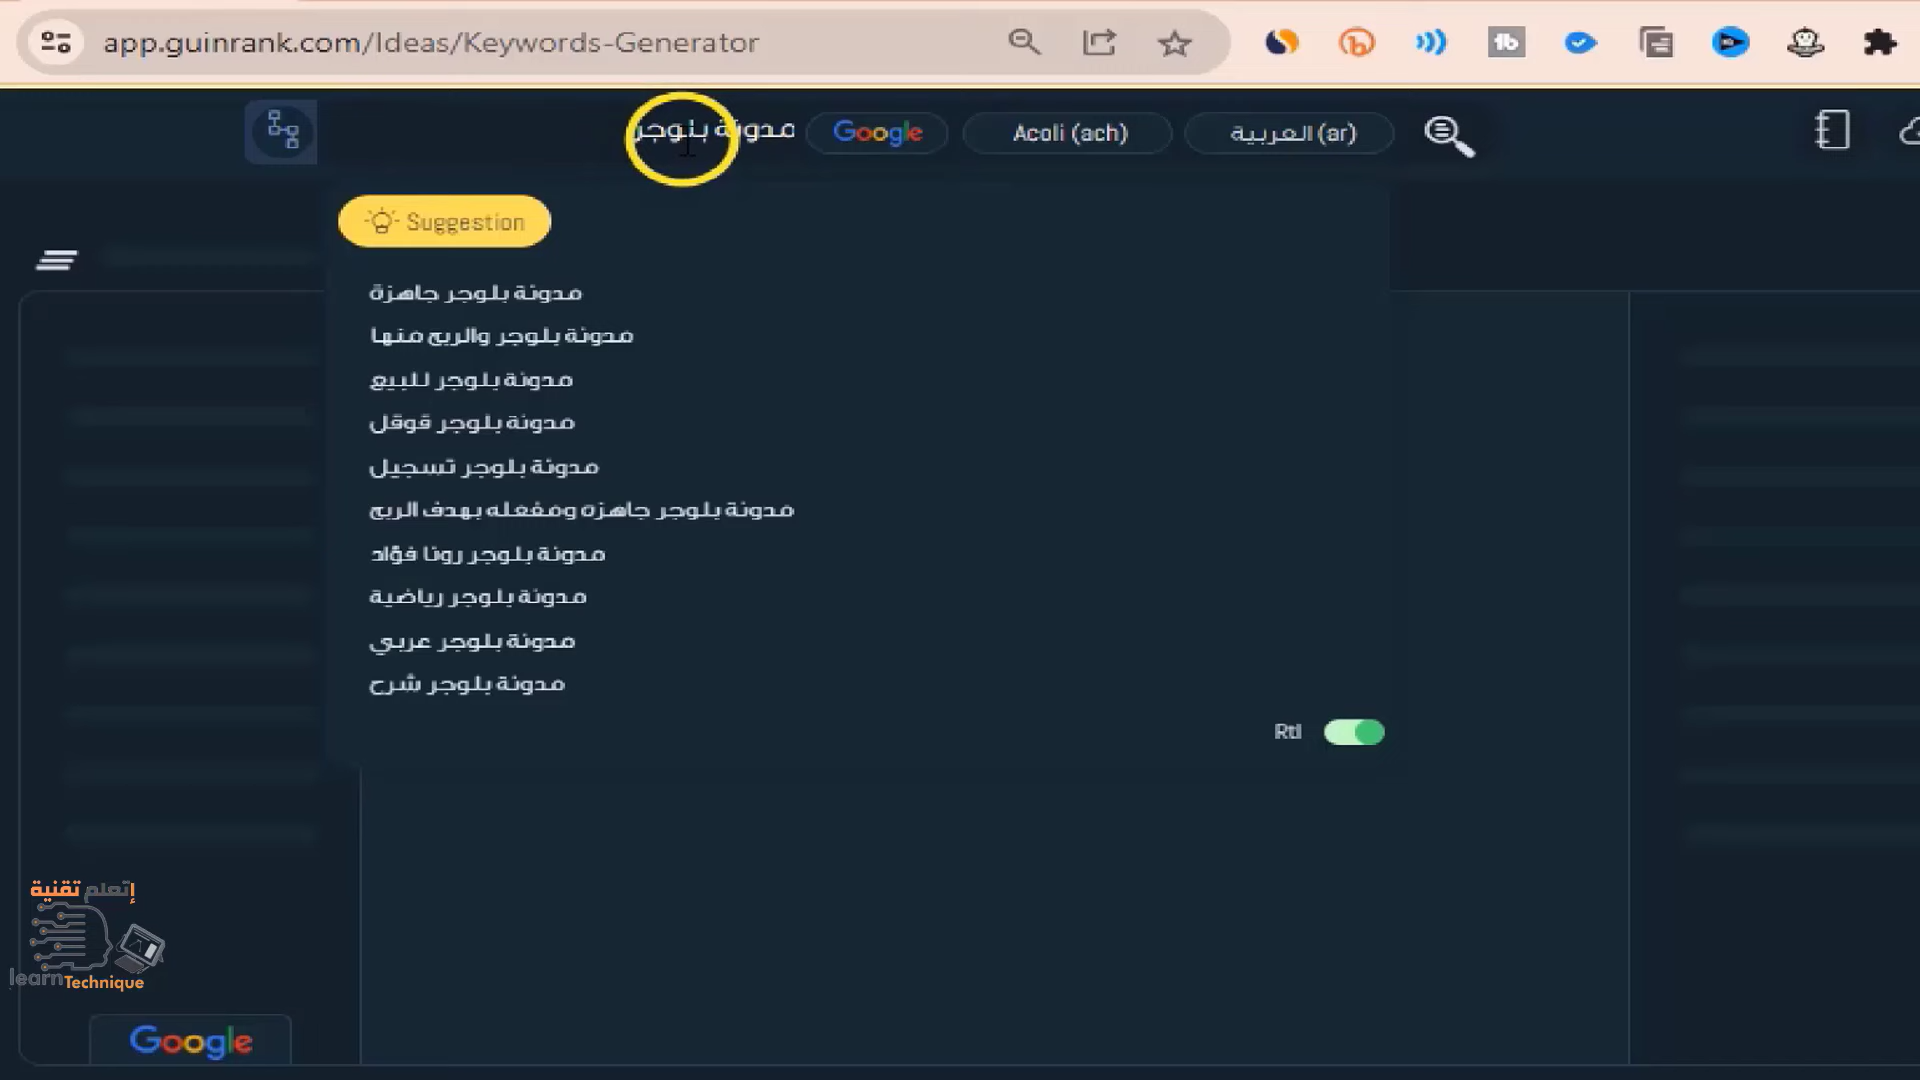 app.guinrank.com/Ideas/Keywords-Generator
مدونة بلوجر
Google
Acoli (ach)
العربية (ar)
Suggestion
مدونة بلوجر جاهزة
مدونة بلوجر والربح منها
مدونة بلوجر للبيع
مدونة بلوجر قوقل
مدونة بلوجر تسجيل
مدونة بلوجر جاهزه ومفعله بهدف الربح
مدونة بلوجر رونا فؤاد
مدونة بلوجر رياضية
مدونة بلوجر عربي
مدونة بلوجر شرح
Rtl
إتعلم تقنية
learn Technique
Google